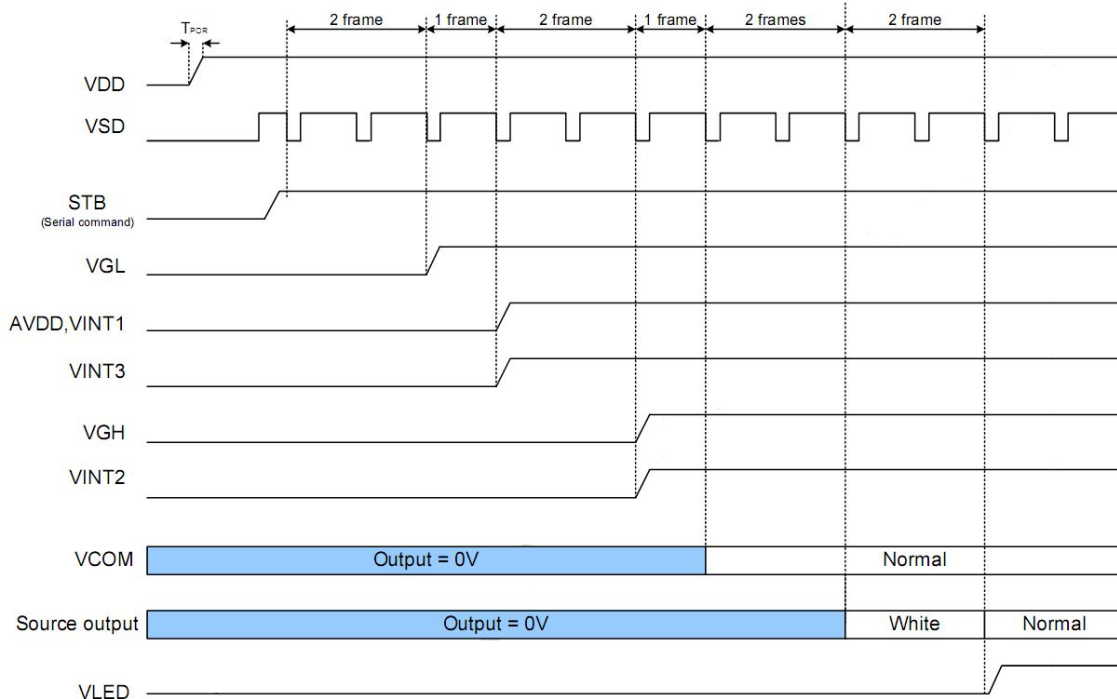 2 frame 1 frame 2 frame 1 frame 2 frames 2 frame
TPOR
VDD
VSD
STB
(Serial command)
VGL
AVDD,VINT1
VINT3
VGH
VINT2
VCOM Output = 0V Normal
Source output Output = 0V White Normal
VLED